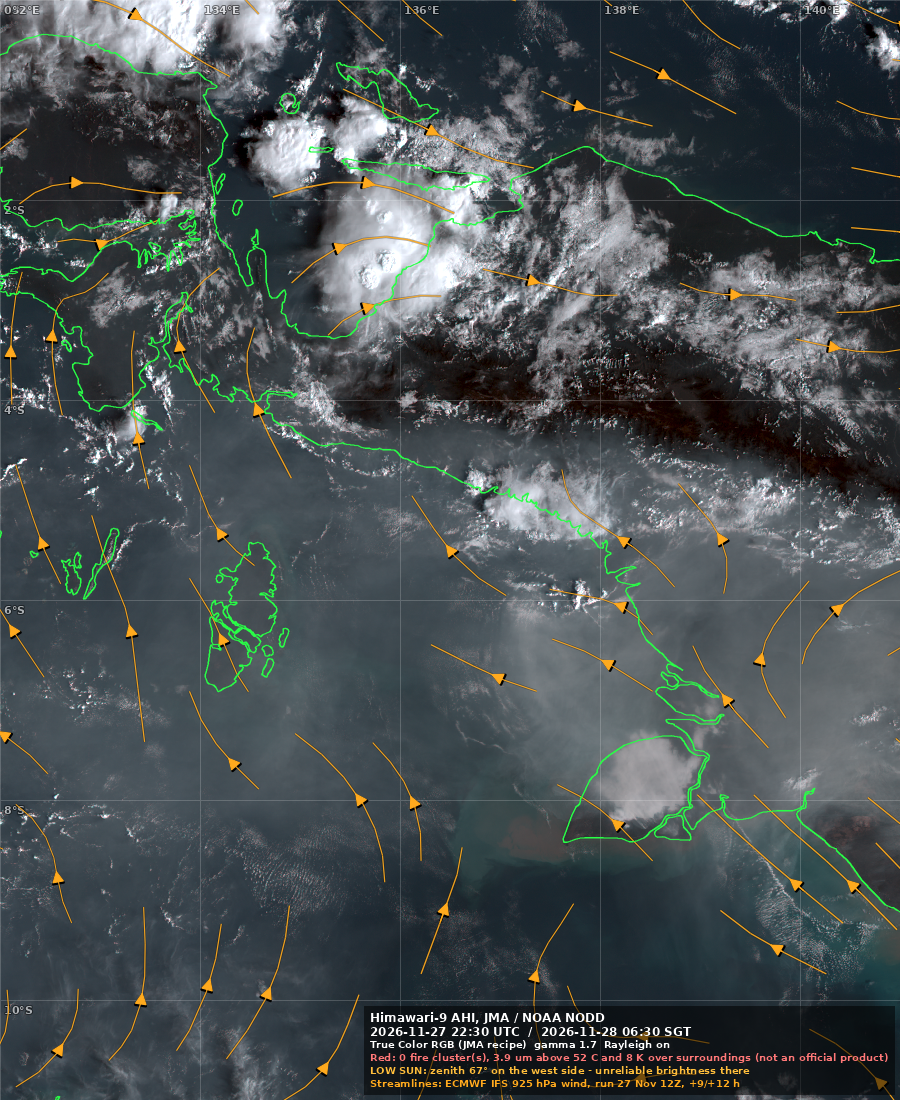 132°E
134°E
136°E
138°E
140°E
2°S
4°S
6°S
8°S
10°S
Himawari-9 AHI, JMA / NOAA NODD
2026-11-27 22:30 UTC / 2026-11-28 06:30 SGT
True Color RGB (JMA recipe) gamma 1.7 Rayleigh on
Red: 0 fire cluster(s), 3.9 um above 52 C and 8 K over surroundings (not an official product)
LOW SUN: zenith 67° on the west side - unreliable brightness there
Streamlines: ECMWF IFS 925 hPa wind, run 27 Nov 12Z, +9/+12 h